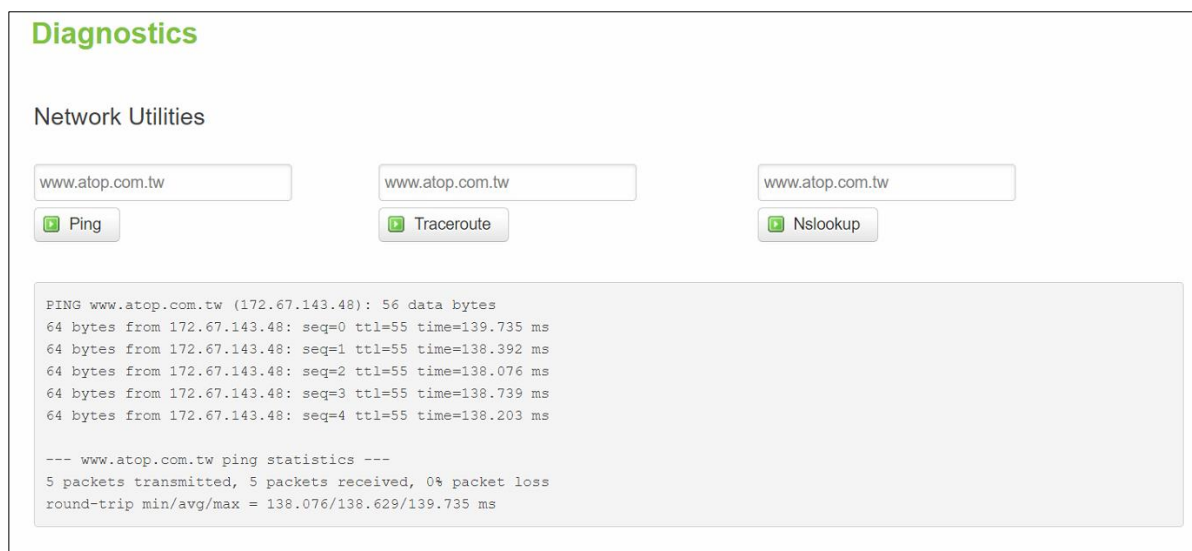 Diagnostics
Network Utilities
www.atop.com.tw www.atop.com.tw www.atop.com.tw
Ping Traceroute Nslookup
PING www.atop.com.tw (172.67.143.48): 56 data bytes
64 bytes from 172.67.143.48: seq=0 ttl=55 time=139.735 ms
64 bytes from 172.67.143.48: seq=1 ttl=55 time=138.392 ms
64 bytes from 172.67.143.48: seq=2 ttl=55 time=138.076 ms
64 bytes from 172.67.143.48: seq=3 ttl=55 time=138.739 ms
64 bytes from 172.67.143.48: seq=4 ttl=55 time=138.203 ms
--- www.atop.com.tw ping statistics ---
5 packets transmitted, 5 packets received, 0% packet loss
round-trip min/avg/max = 138.076/138.629/139.735 ms